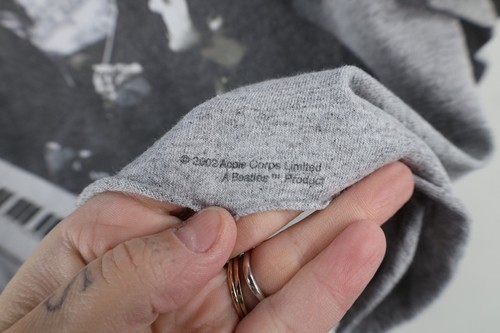 © 2002 Apple Corps Limited
A Beatles™ Product